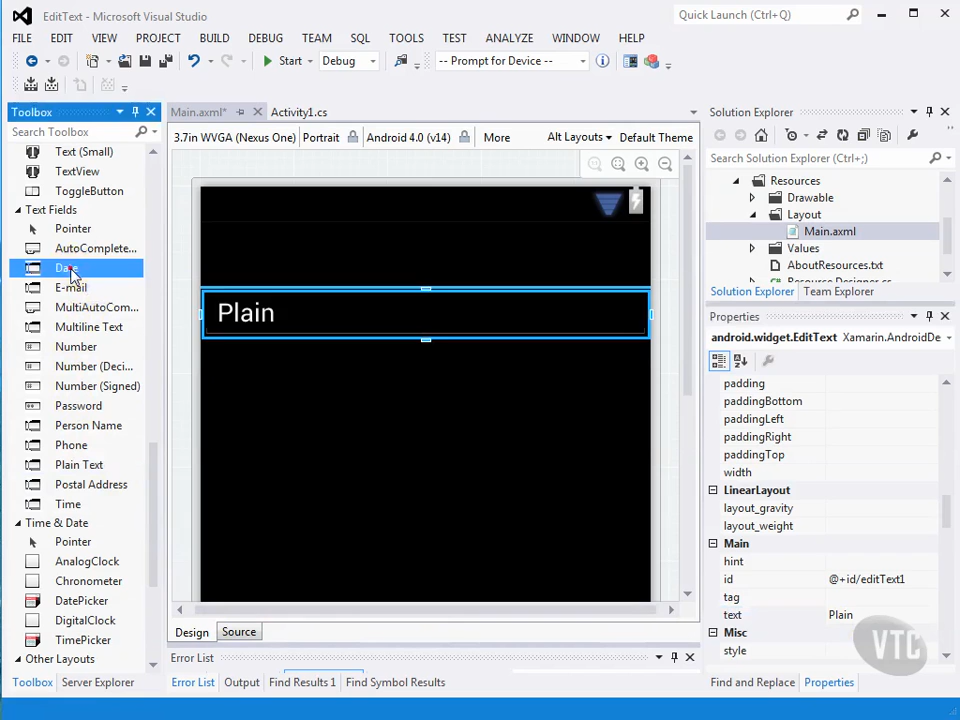 EditText - Microsoft Visual Studio
Quick Launch (Ctrl+;)
FILE EDIT VIEW PROJECT BUILD DEBUG TEAM SQL TOOLS TEST ANALYZE WINDOW HELP
Start Debug -- Prompt for Device --
Toolbox
Search Toolbox
Text (Small)
TextView
ToggleButton
Text Fields
Pointer
AutoComplete...
Date
E-mail
MultiAutoCom...
Multiline Text
Number
Number (Deci...
Number (Signed)
Password
Person Name
Phone
Plain Text
Postal Address
Time
Time & Date
Pointer
AnalogClock
Chronometer
DatePicker
DigitalClock
TimePicker
Other Layouts
Toolbox Server Explorer
Main.axml* Activity1.cs
3.7in WVGA (Nexus One) Portrait Android 4.0 (v14) More Alt Layouts Default Theme
Plain
Design Source
Error List
Error List Output Find Results 1 Find Symbol Results
Solution Explorer
Search Solution Explorer (Ctrl+;)
Resources
Drawable
Layout
Main.axml
Values
AboutResources.txt
Resource.Designer.cs
Solution Explorer Team Explorer
Properties
android.widget.EditText Xamarin.AndroidDe
padding
paddingBottom
paddingLeft
paddingRight
paddingTop
width
LinearLayout
layout_gravity
layout_weight
Main
hint
id @+id/editText1
tag
text Plain
Misc
style
VTC
Find and Replace Properties